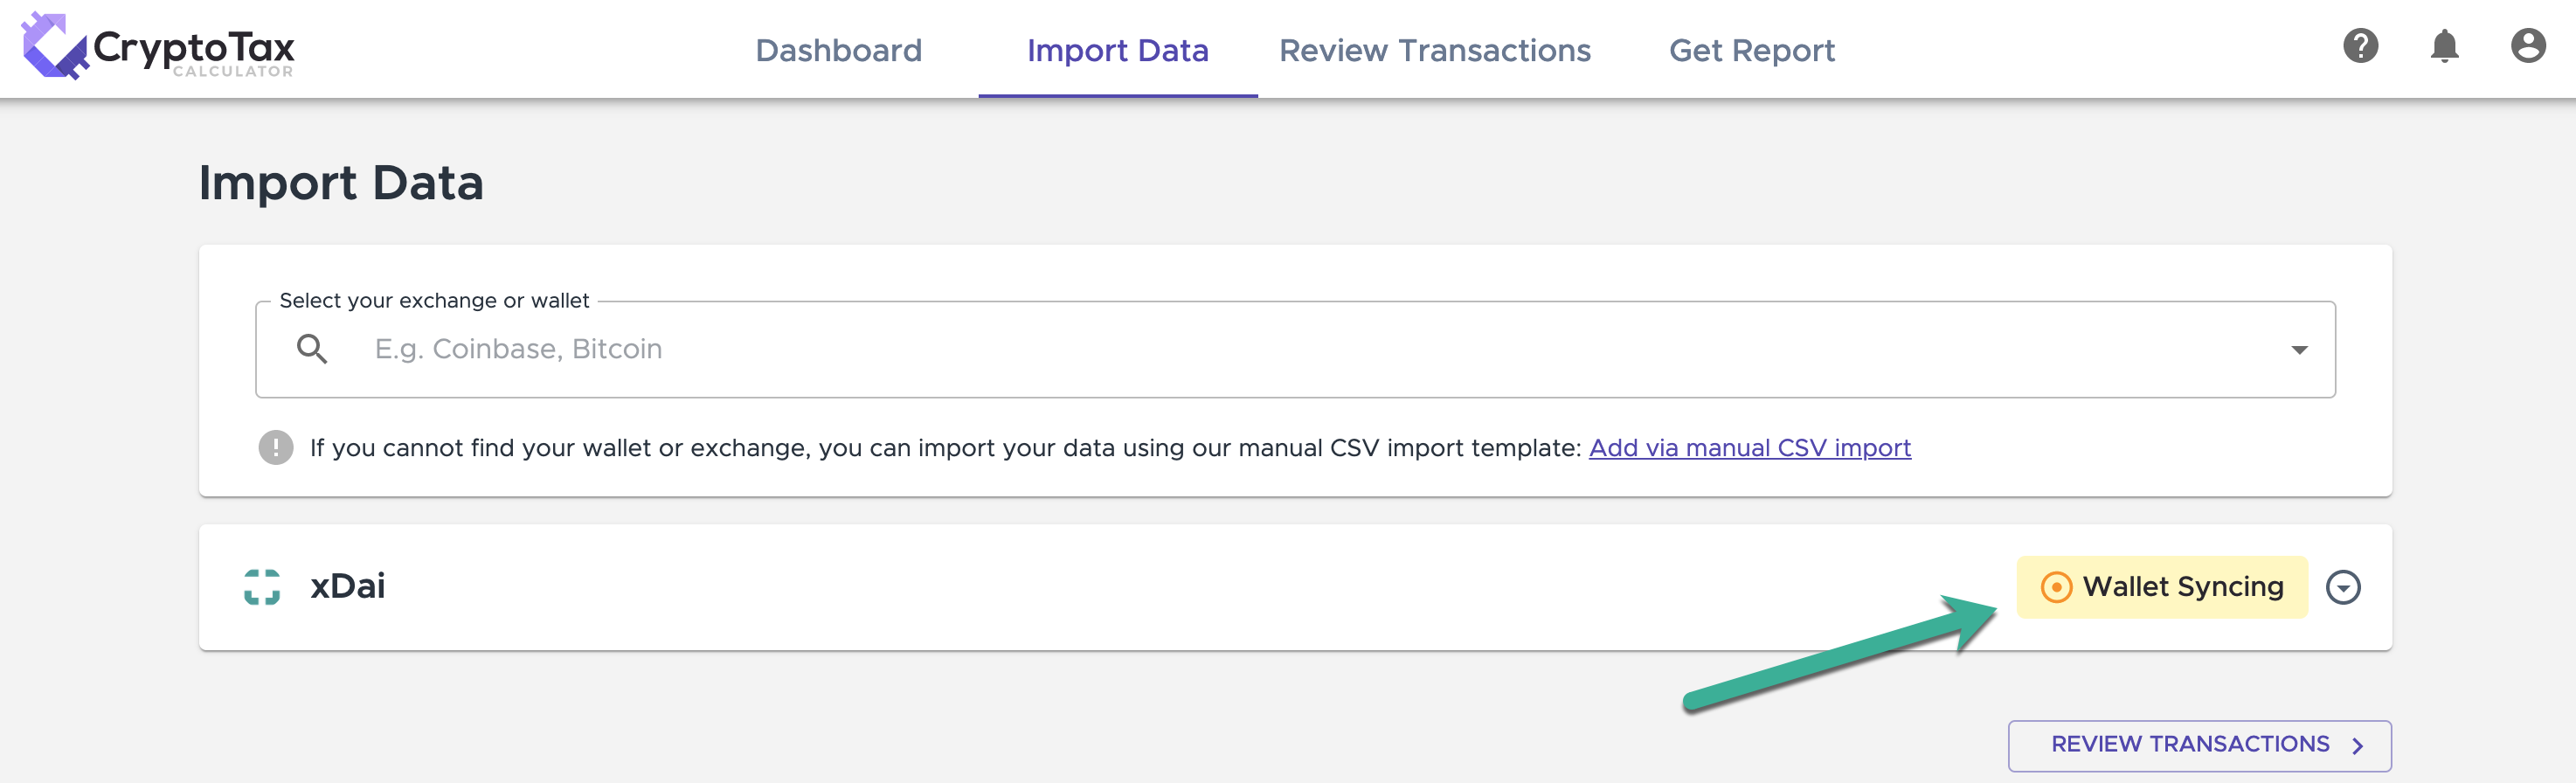 CryptoTax
CALCULATOR
Dashboard
Import Data
Review Transactions
Get Report
Import Data
Select your exchange or wallet
E.g. Coinbase, Bitcoin
If you cannot find your wallet or exchange, you can import your data using our manual CSV import template: Add via manual CSV import
xDai
Wallet Syncing
REVIEW TRANSACTIONS